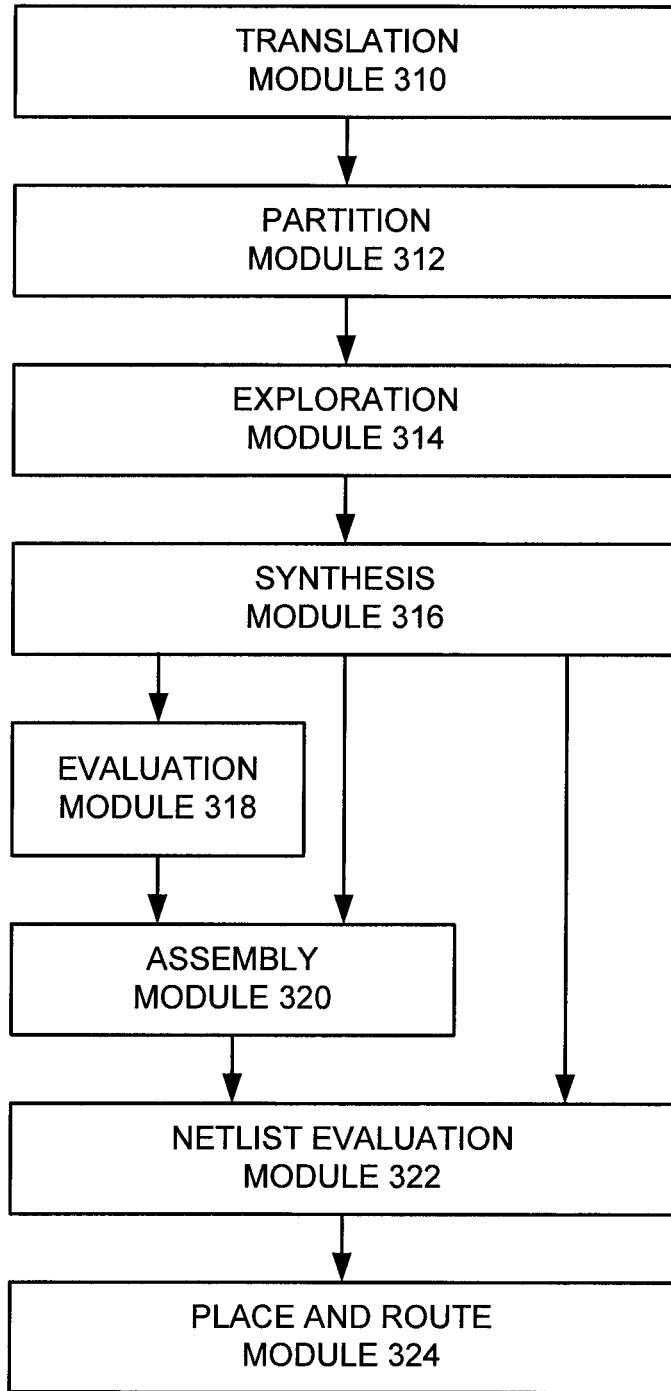 TRANSLATION
MODULE 310
PARTITION
MODULE 312
EXPLORATION
MODULE 314
SYNTHESIS
MODULE 316
EVALUATION
MODULE 318
ASSEMBLY
MODULE 320
NETLIST EVALUATION
MODULE 322
PLACE AND ROUTE
MODULE 324